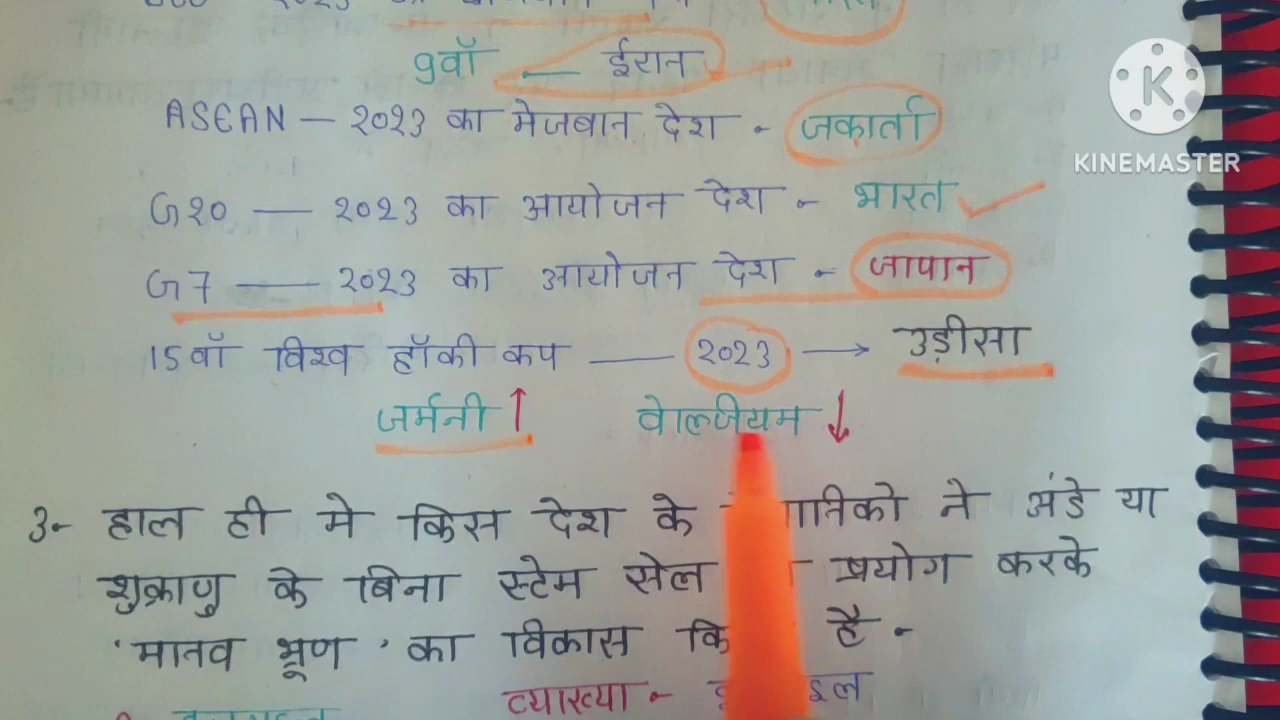 2023
9वॉ — ईरान
ASEAN — 2023 का मेजबान देश - जकार्ता
G20 — 2023 का आयोजन देश - भारत
G7 — 2023 का आयोजन देश - जापान
15वॉ विश्व हॉकी कप — 2023 → उड़ीसा
जर्मनी ↑ वेल्जीयम ↓
3- हाल ही मे किस देश के ने अंडे या
शुक्राणु के बिना स्टेम सेल प्रयोग करके
'मानव भ्रूण' का विकास है -
व्याख्या -
K
KINEMASTER